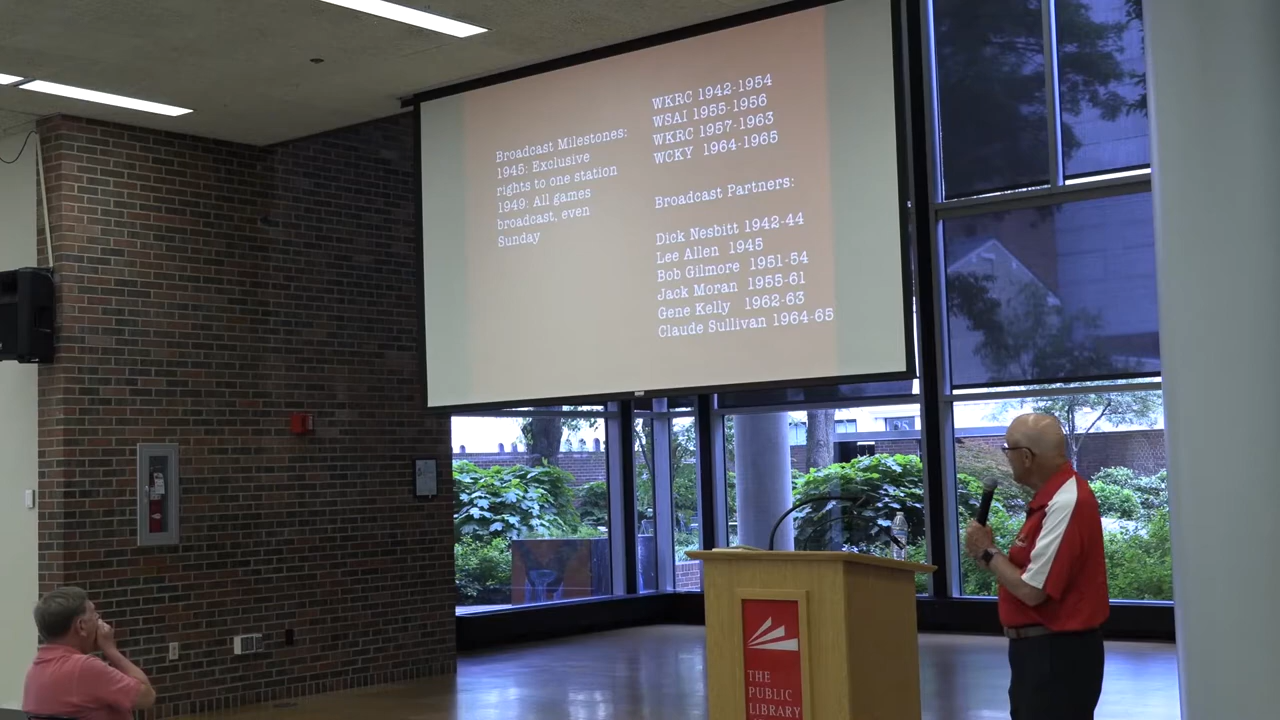 Broadcast Milestones:
1945: Exclusive
rights to one station
1949: All games
broadcast, even
Sunday
WKRC 1942-1954
WSAI 1955-1956
WKRC 1957-1963
WCKY 1964-1965
Broadcast Partners:
Dick Nesbitt 1942-44
Lee Allen 1945
Bob Gilmore 1951-54
Jack Moran 1955-61
Gene Kelly 1962-63
Claude Sullivan 1964-65
THE
PUBLIC
LIBRARY